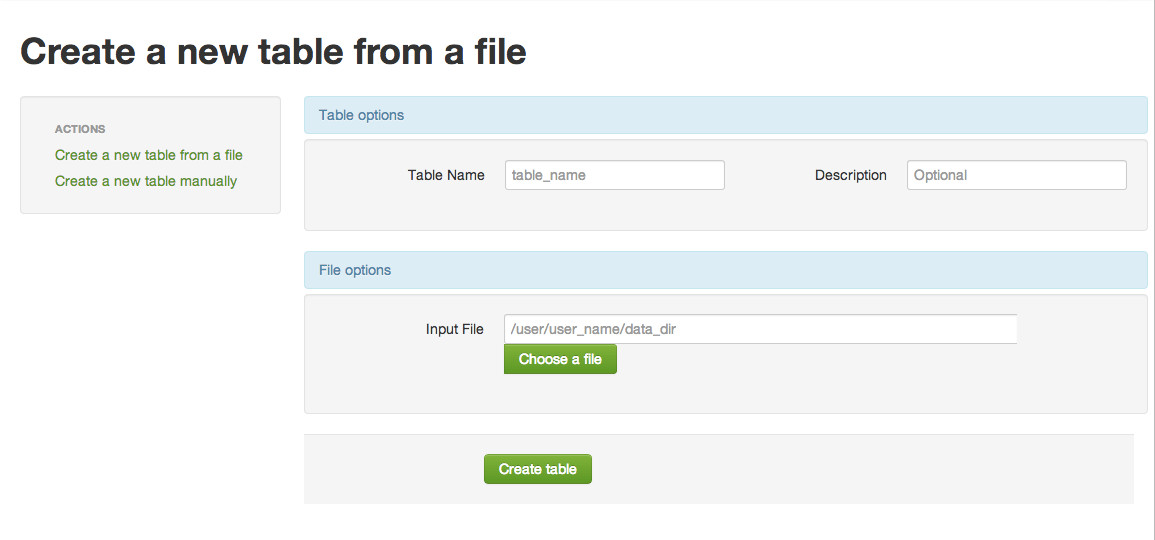 Create a new table from a file
ACTIONS
Create a new table from a file
Create a new table manually
Table options
Table Name table_name Description Optional
File options
Input File /user/user_name/data_dir
Choose a file
Create table